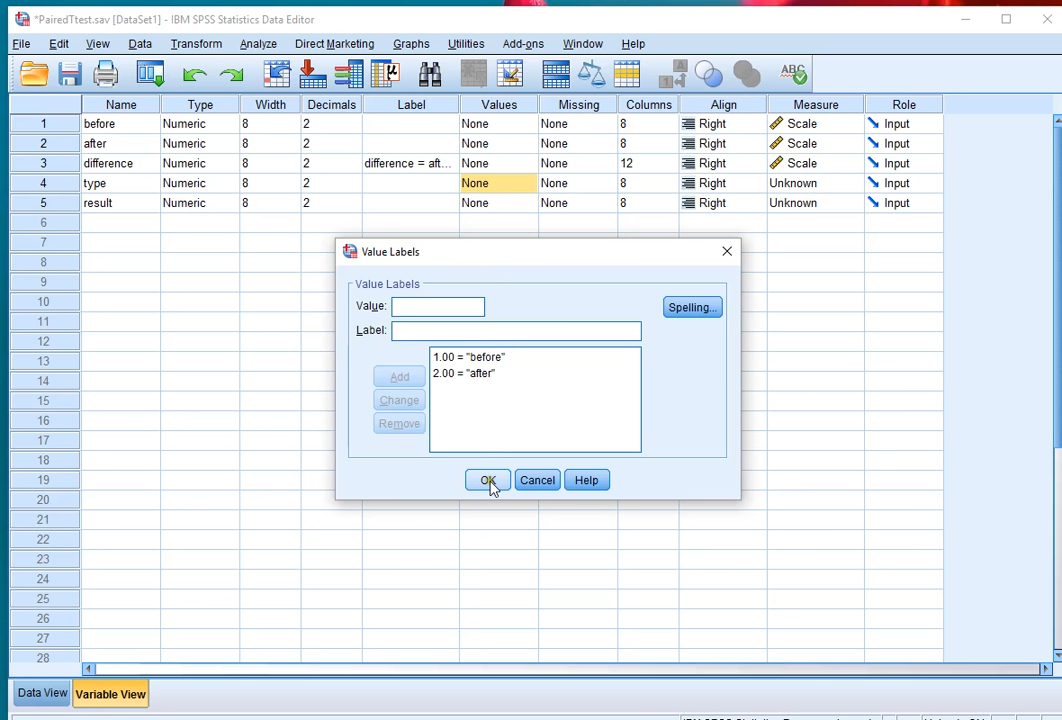 *PairedTtest.sav [DataSet1] - IBM SPSS Statistics Data Editor
File Edit View Data Transform Analyze Direct Marketing Graphs Utilities Add-ons Window Help
Name Type Width Decimals Label Values Missing Columns Align Measure Role
1 before Numeric 8 2 None None 8 Right Scale Input
2 after Numeric 8 2 None None 8 Right Scale Input
3 difference Numeric 8 2 difference = aft... None None 12 Right Scale Input
4 type Numeric 8 2 None None 8 Right Unknown Input
5 result Numeric 8 2 None None 8 Right Unknown Input
6
7
8
9
10
11
12
13
14
15
16
17
18
19
20
21
22
23
24
25
26
27
28
Value Labels
Value Labels
Value:
Spelling...
Label:
1.00 = "before"
2.00 = "after"
Add
Change
Remove
OK Cancel Help
Data View Variable View